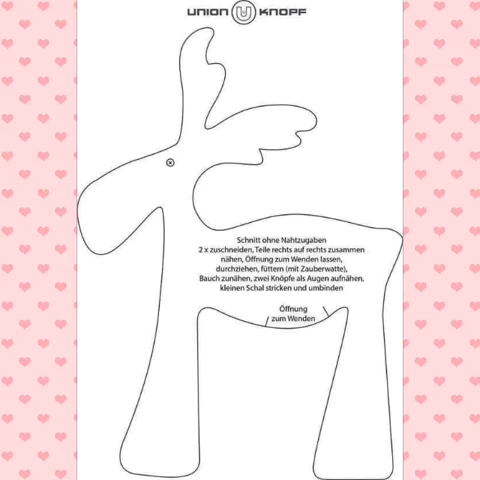 UNION KNOPF
Schnitt ohne Nahtzugaben
2 x zuschneiden, Teile rechts auf rechts zusammen
nähen, Öffnung zum Wenden lassen,
durchziehen, füttern (mit Zauberwatte),
Bauch zunähen, zwei Knöpfe als Augen aufnähen,
kleinen Schal stricken und umbinden
Öffnung
zum Wenden